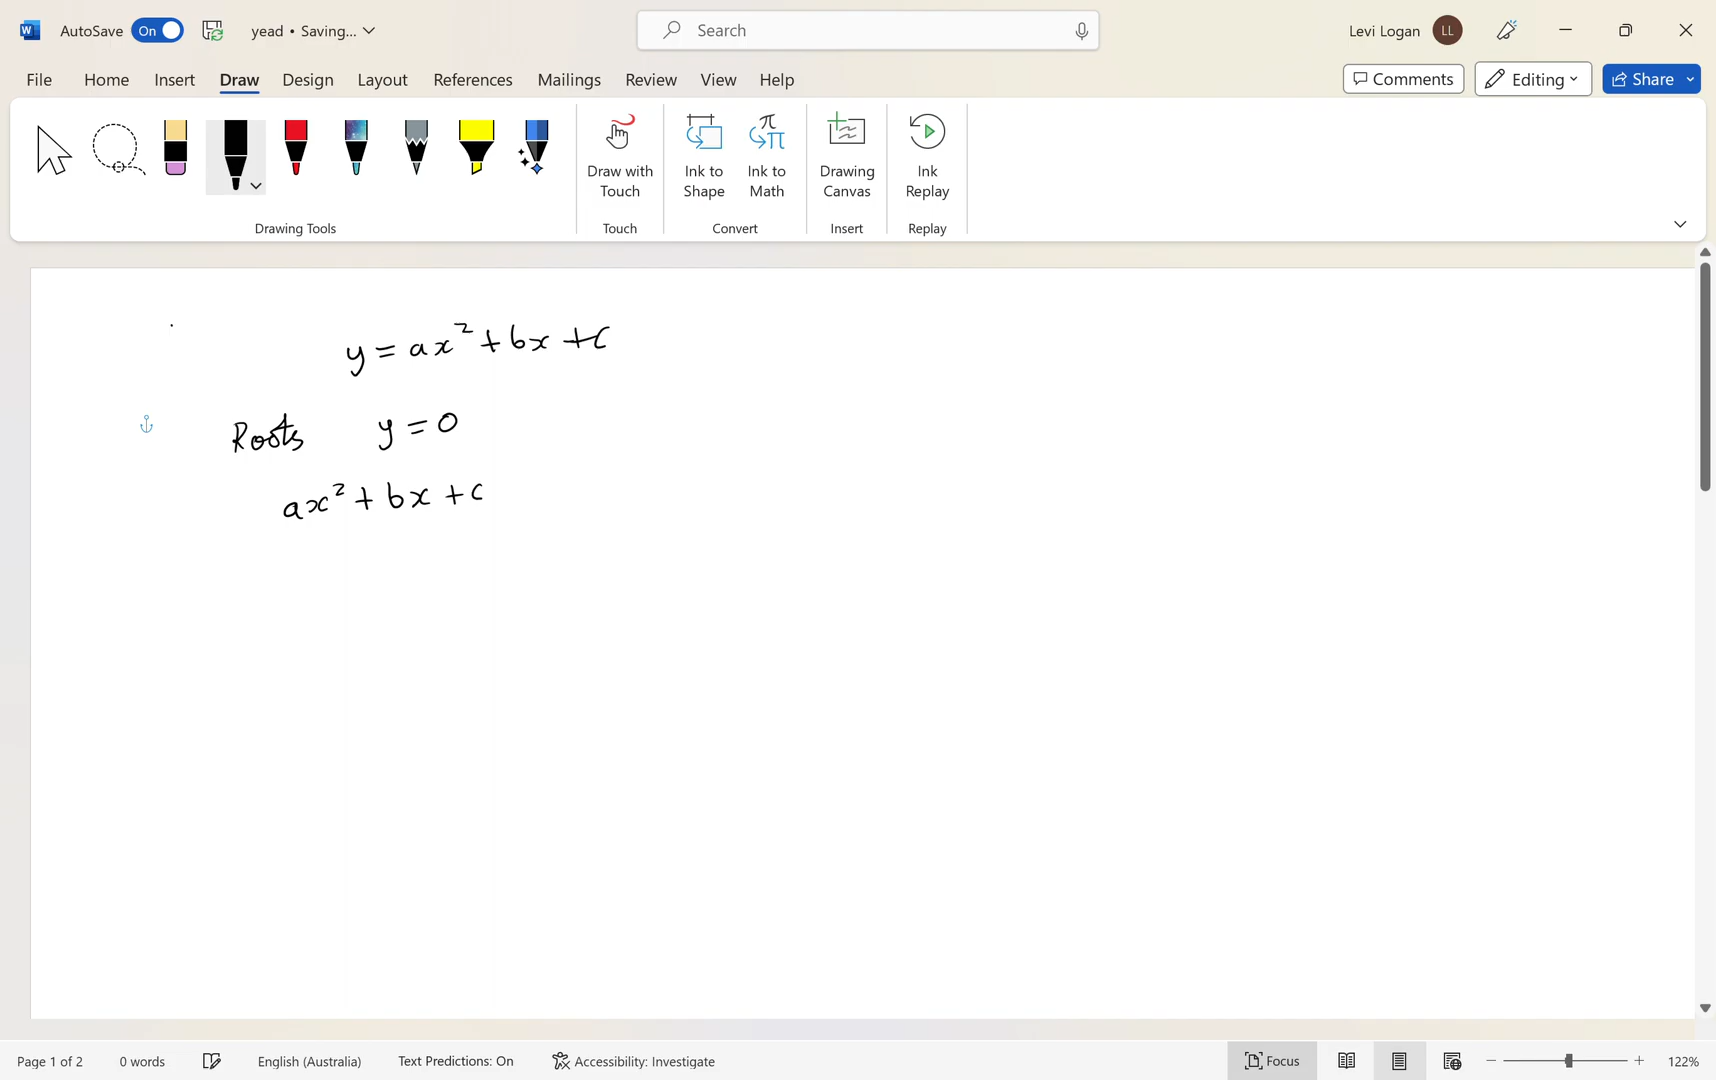 AutoSave On yead • Saving... Search Levi Logan LL
File Home Insert Draw Design Layout References Mailings Review View Help Comments Editing Share
Draw with Touch
Ink to Shape
Ink to Math
Drawing Canvas
Ink Replay
Drawing Tools Touch Convert Insert Replay
y = ax² + bx + c
Roots y = 0
ax² + bx + c
Page 1 of 2 0 words English (Australia) Text Predictions: On Accessibility: Investigate Focus 122%